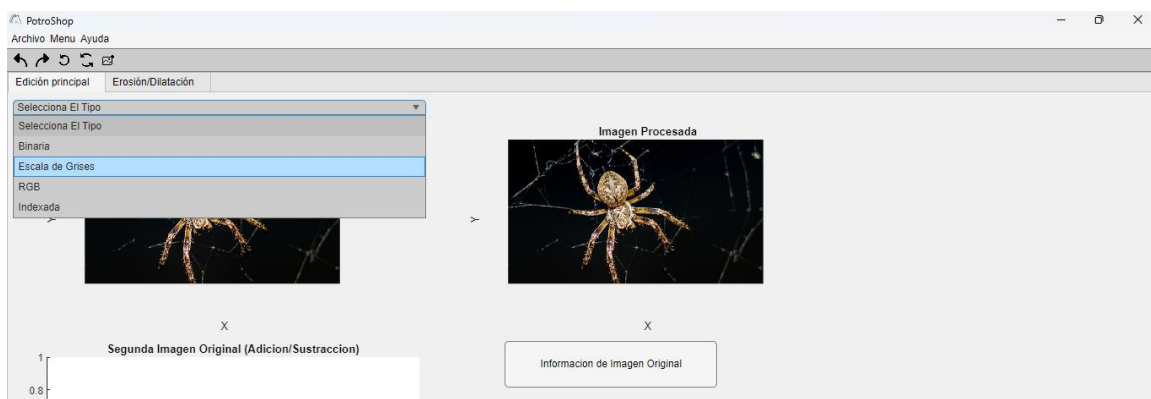 PotroShop
Archivo Menu Ayuda
Edición principal Erosión/Dilatación
Selecciona El Tipo
Selecciona El Tipo
Binaria
Escala de Grises
RGB
Indexada
Imagen Procesada
Y
Y
X
X
Segunda Imagen Original (Adicion/Sustraccion)
1
0.8
Informacion de Imagen Original